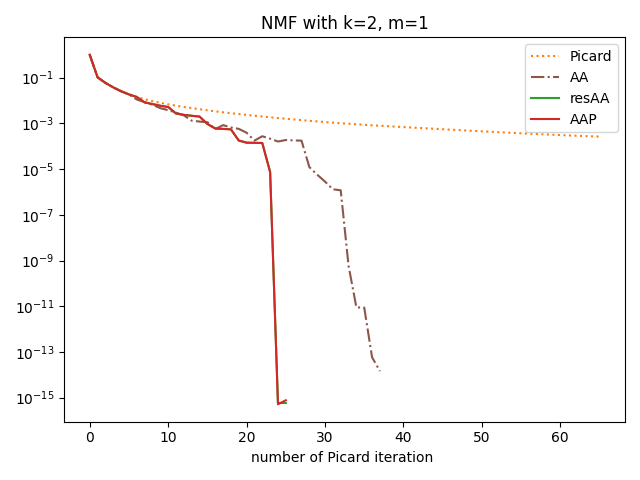 NMF with k=2, m=1
Picard
AA
resAA
AAP
10⁻¹
10⁻³
10⁻⁵
10⁻⁷
10⁻⁹
10⁻¹¹
10⁻¹³
10⁻¹⁵
0 10 20 30 40 50 60
number of Picard iteration